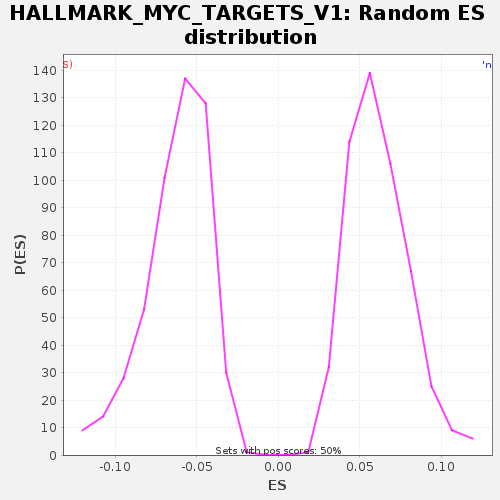 HALLMARK_MYC_TARGETS_V1: Random ES
distribution
S)
'n
140
130
120
110
100
90
80
70
60
50
40
30
20
10
0
P(ES)
Sets with pos scores: 50%
-0.10 -0.05 0.00 0.05 0.10
ES